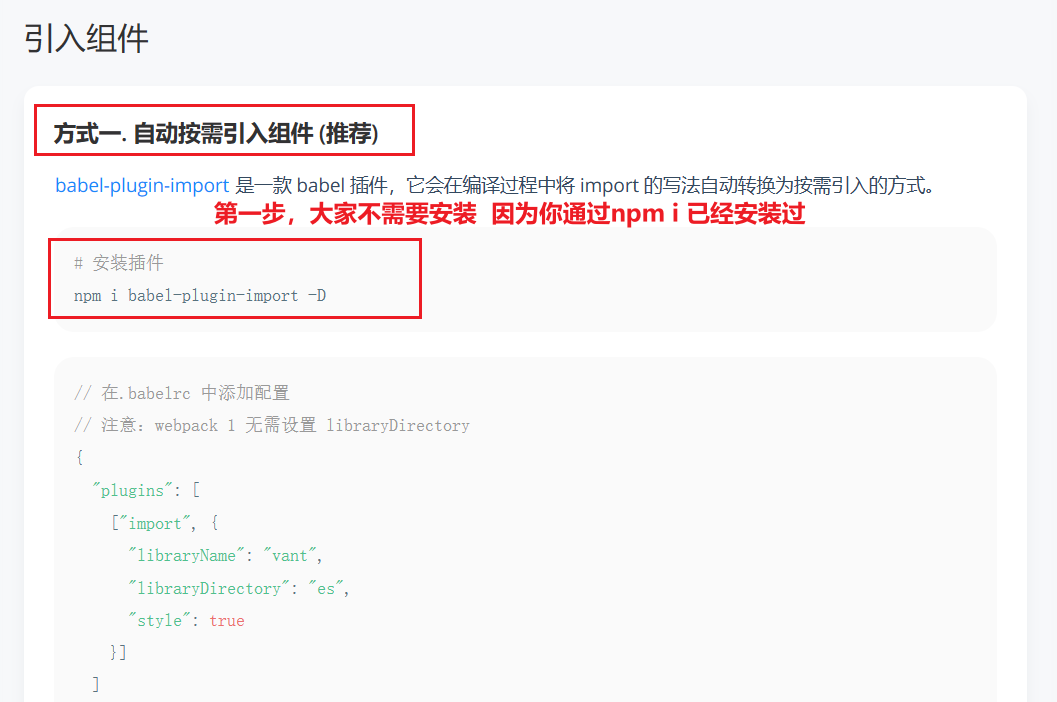 引入组件
方式一. 自动按需引入组件 (推荐)
babel-plugin-import 是一款 babel 插件，它会在编译过程中将 import 的写法自动转换为按需引入的方式。
第一步，大家不需要安装 因为你通过npm i 已经安装过
# 安装插件
npm i babel-plugin-import -D
// 在.babelrc 中添加配置
// 注意：webpack 1 无需设置 libraryDirectory
{
"plugins": [
["import", {
"libraryName": "vant",
"libraryDirectory": "es",
"style": true
}]
]